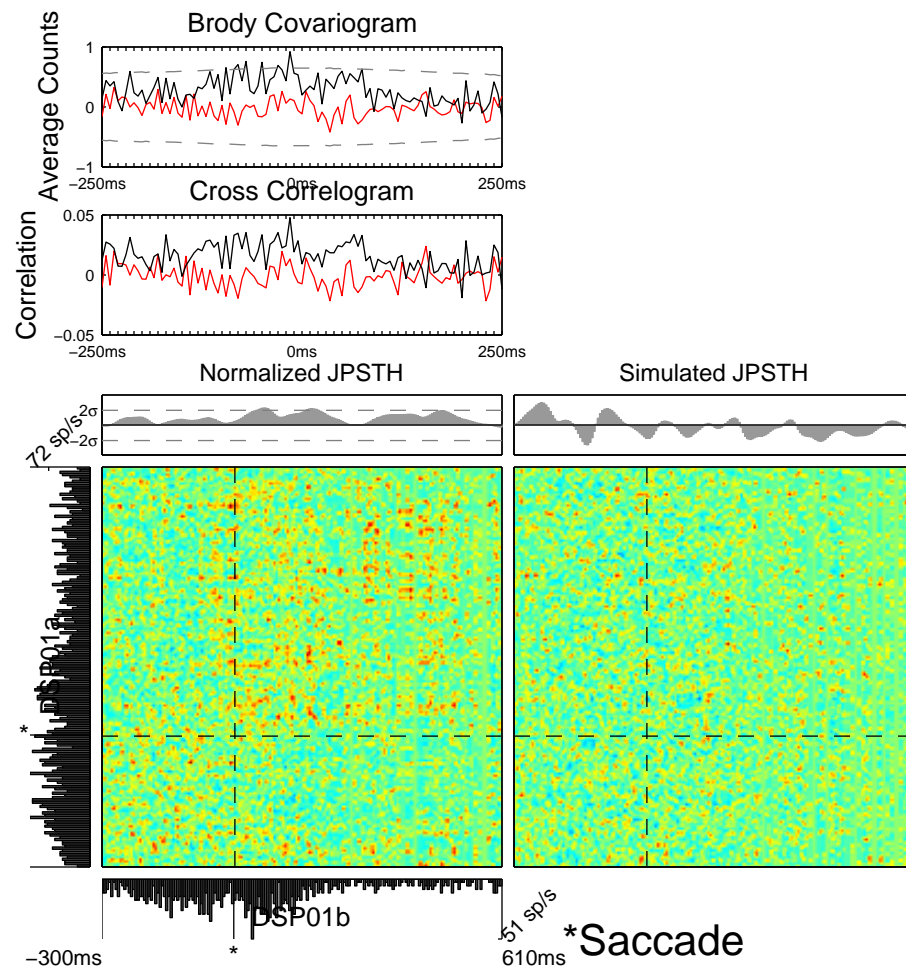 Brody Covariogram
Average Counts
1
0
−1
−250ms
0ms
250ms
Cross Correlogram
Correlation
0.05
0
−0.05
−250ms
0ms
250ms
Normalized JPSTH
Simulated JPSTH
2σ
−2σ
72 sp/s
DSP01a
*
DSP01b
*
51 sp/s
−300ms
610ms
*Saccade